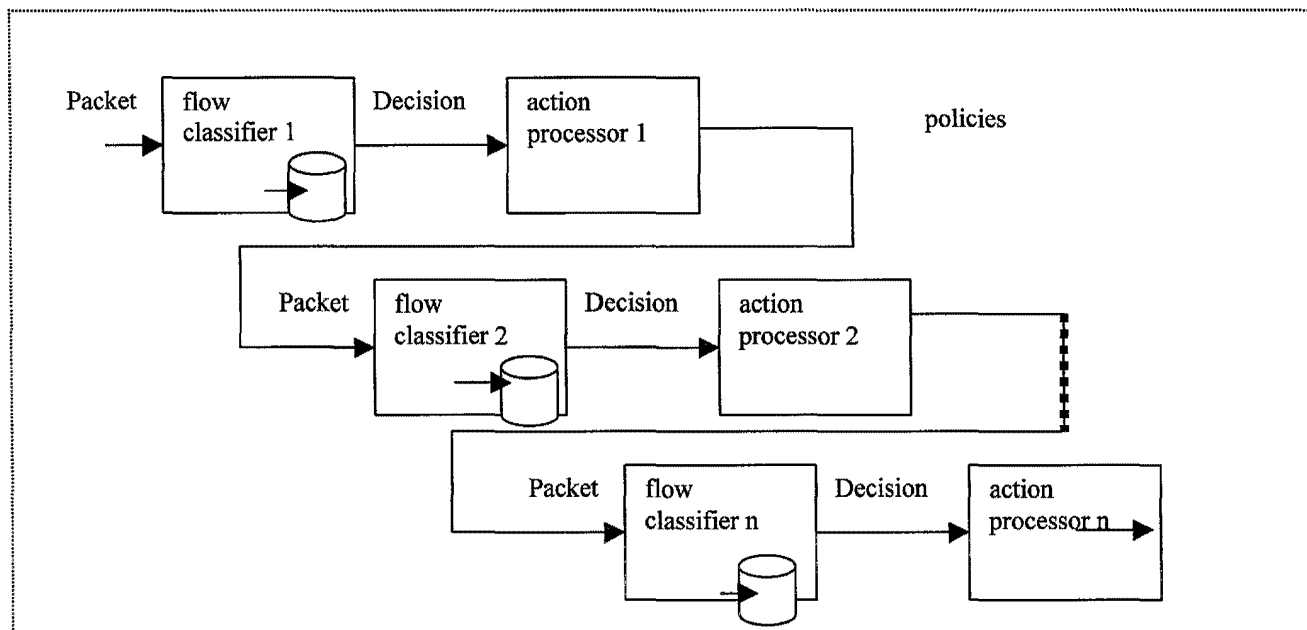 Packet
flow
classifier 1
Decision
action
processor 1
policies
Packet
flow
classifier 2
Decision
action
processor 2
Packet
flow
classifier n
Decision
action
processor n